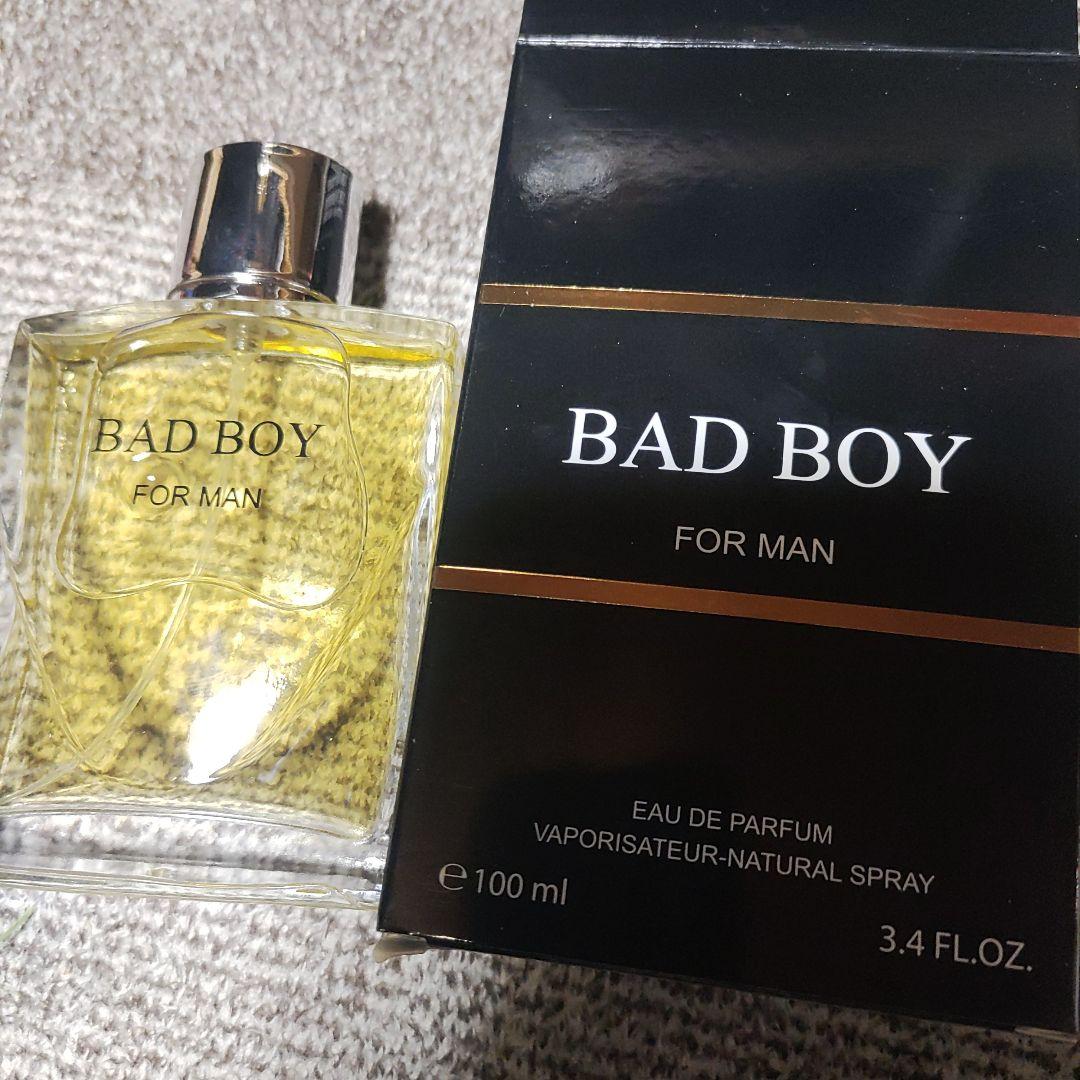 BAD BOY
FOR MAN
BAD BOY
FOR MAN
EAU DE PARFUM
VAPORISATEUR-NATURAL SPRAY
℮100 ml
3.4 FL.OZ.